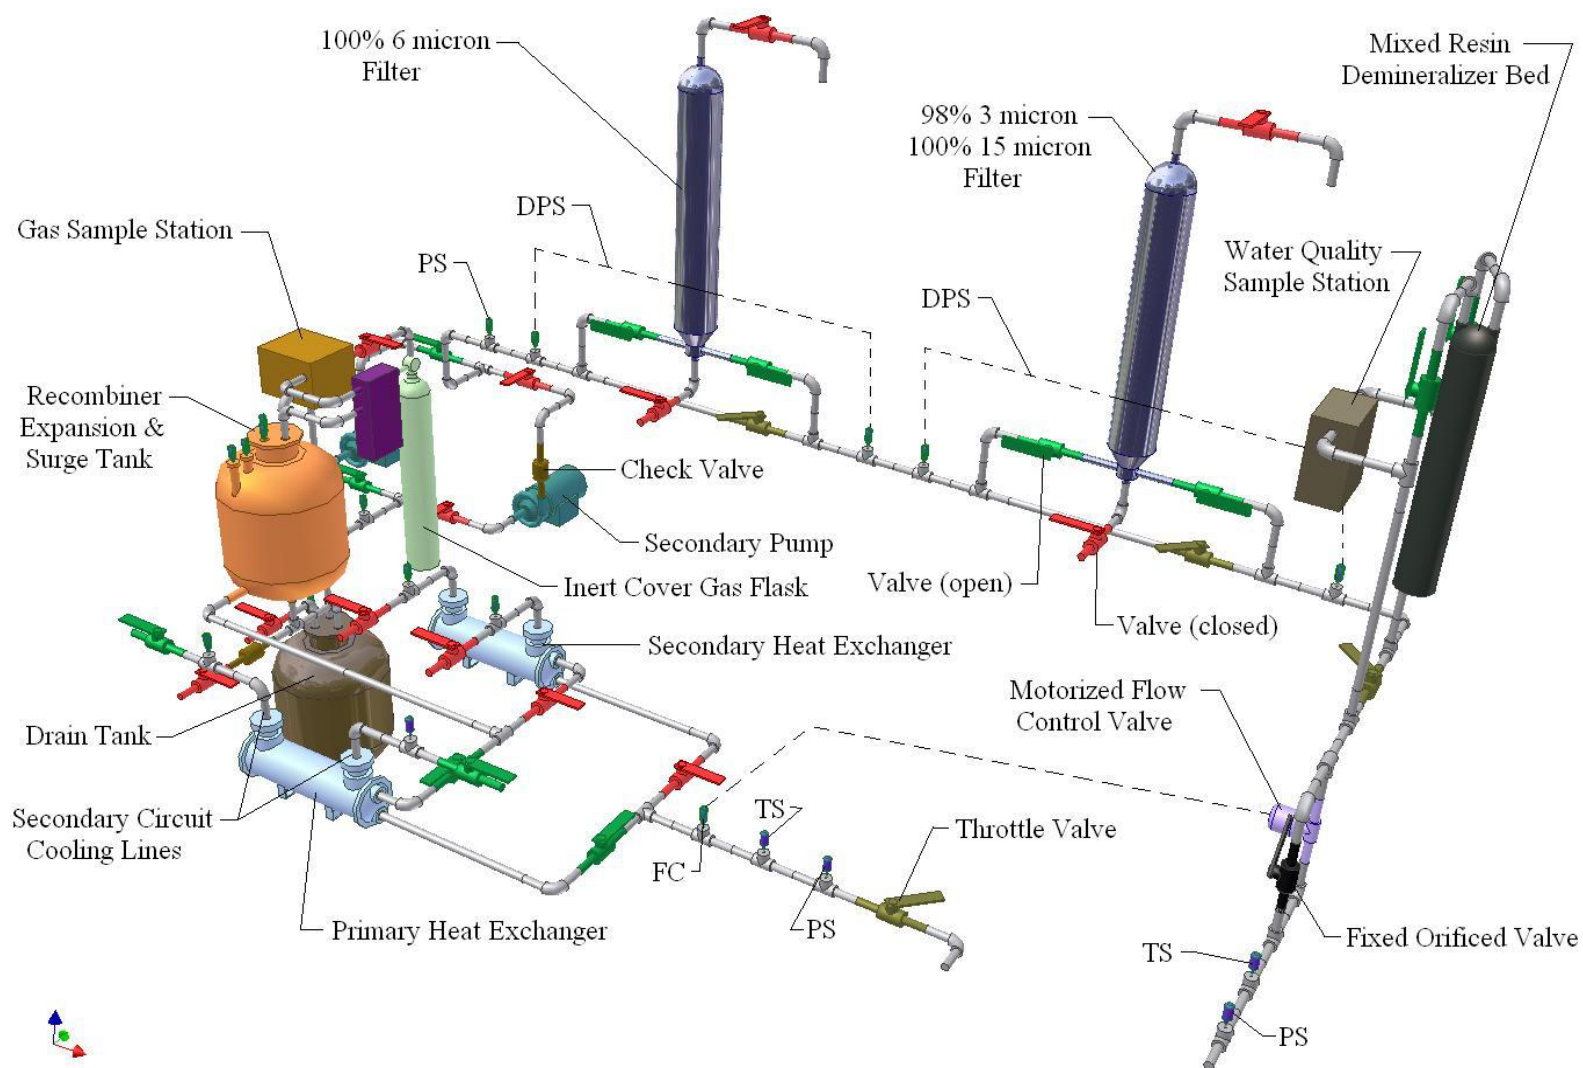 100% 6 micron
Filter
Mixed Resin
Demineralizer Bed
98% 3 micron
100% 15 micron
Filter
DPS
Gas Sample Station
PS
Water Quality
Sample Station
DPS
Recombiner
Expansion &
Surge Tank
Check Valve
Secondary Pump
Inert Cover Gas Flask
Valve (open)
Valve (closed)
Secondary Heat Exchanger
Motorized Flow
Control Valve
Drain Tank
Secondary Circuit
Cooling Lines
TS
Throttle Valve
FC
PS
Primary Heat Exchanger
Fixed Orificed Valve
TS
PS